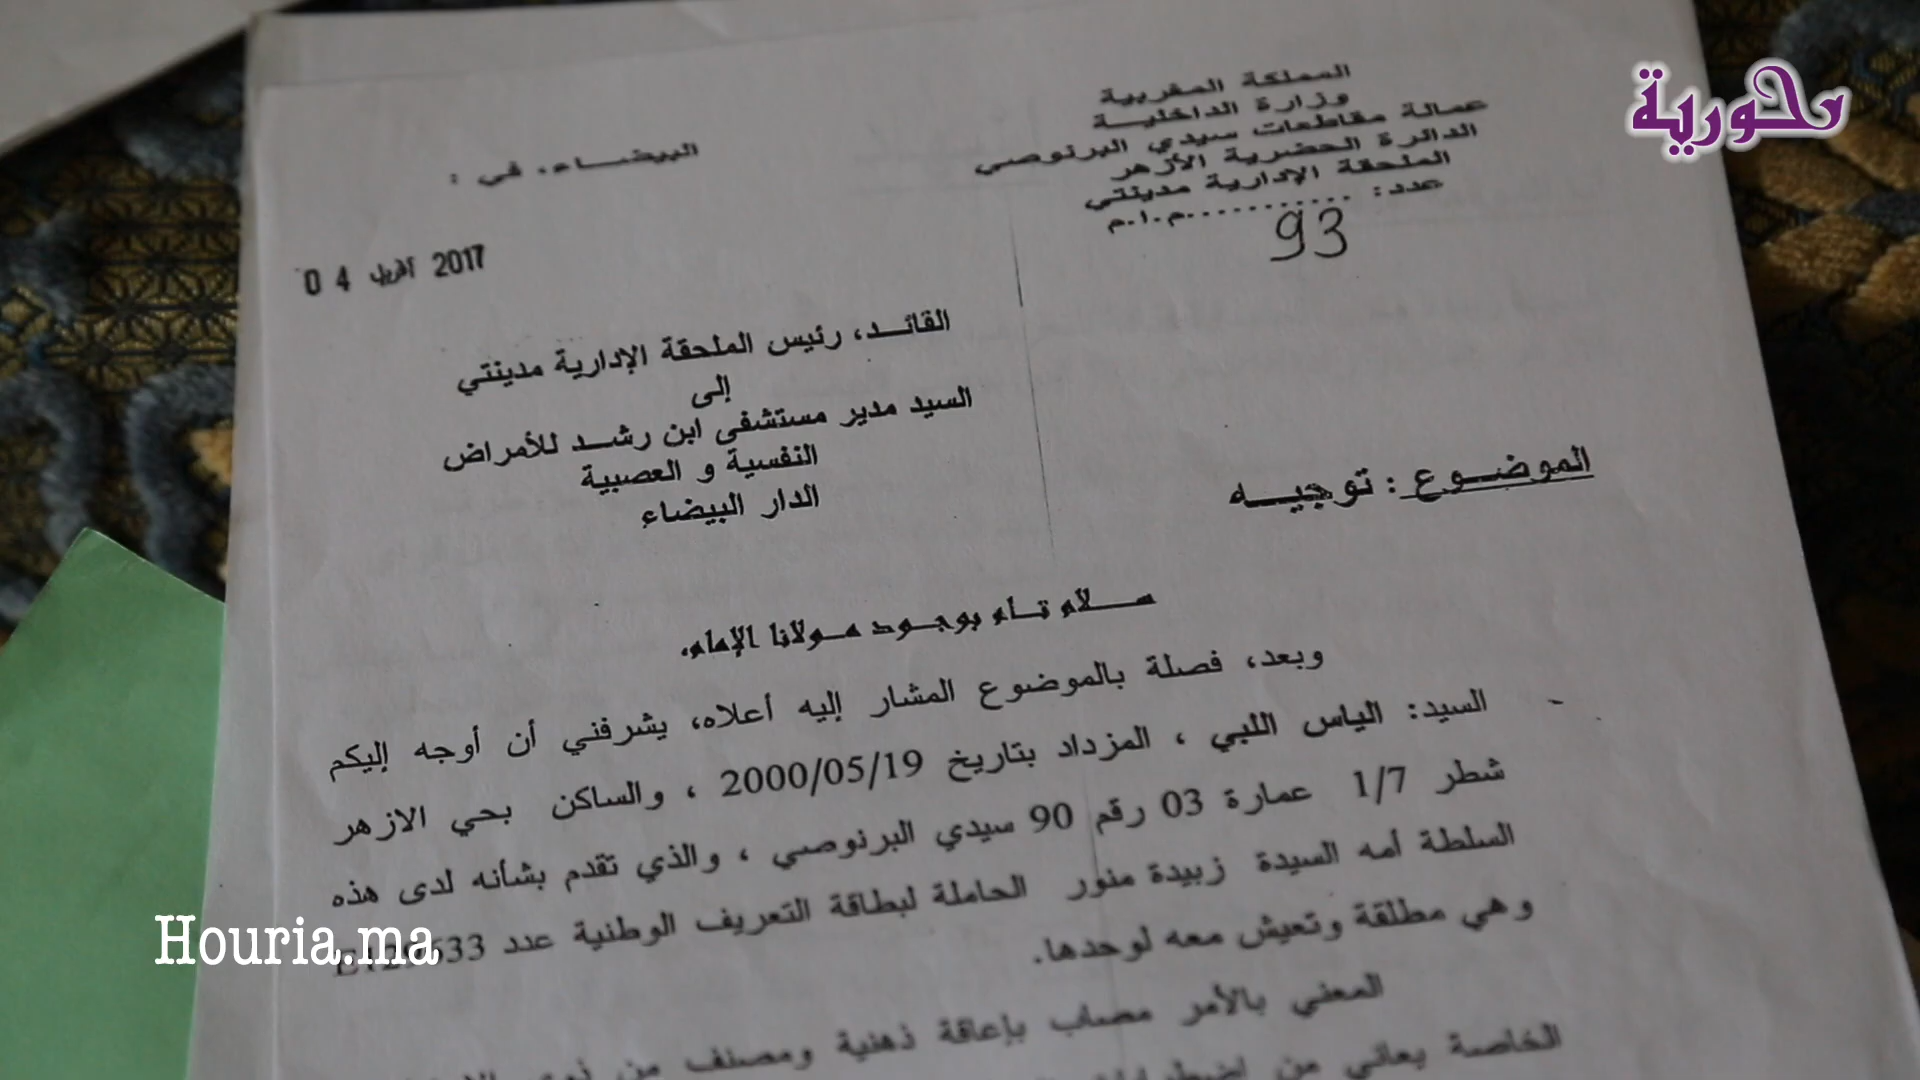 حورية
المملكة المغربية
وزارة الداخلية
عمالة مقاطعات سيدي البرنوصي
الدائرة الحضرية الأزهر
الملحقة الإدارية مدينتي
عدد: ............م.ا.م
93
البيضاء، في :
04 أفريل 2017
القائد، رئيس الملحقة الإدارية مدينتي
إلى
السيد مدير مستشفى ابن رشد للأمراض
النفسية و العصبية
الدار البيضاء
الموضوع : توجيه
سلام تام بوجود مولانا الإمام.
وبعد، فصلة بالموضوع المشار إليه أعلاه، يشرفني أن أوجه إليكم
السيد: الياس اللبي ، المزداد بتاريخ 2000/05/19 ، والساكن بحي الازهر
شطر 1/7 عمارة 03 رقم 90 سيدي البرنوصي ، والذي تقدم بشأنه لدى هذه
السلطة أمه السيدة زبيدة منور الحاملة لبطاقة التعريف الوطنية عدد
وهي مطلقة وتعيش معه لوحدها.
المعني بالأمر مصاب بإعاقة ذهنية ومصنف من ذوي
الخاصة يعاني من
Houria.ma